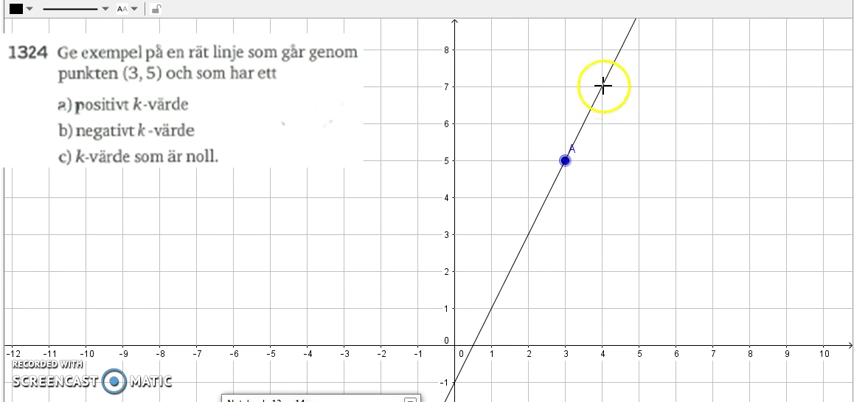 AA
1324 Ge exempel på en rät linje som går genom
punkten (3, 5) och som har ett
a) positivt k-värde
b) negativt k-värde
c) k-värde som är noll.
8
7
6
5
4
3
2
1
0
-1
A
-12 -11 -10 -9 -8 -7 -6 -5 -4 -3 -2 -1 0 1 2 3 4 5 6 7 8 9 10
RECORDED WITH
SCREENCAST MATIC